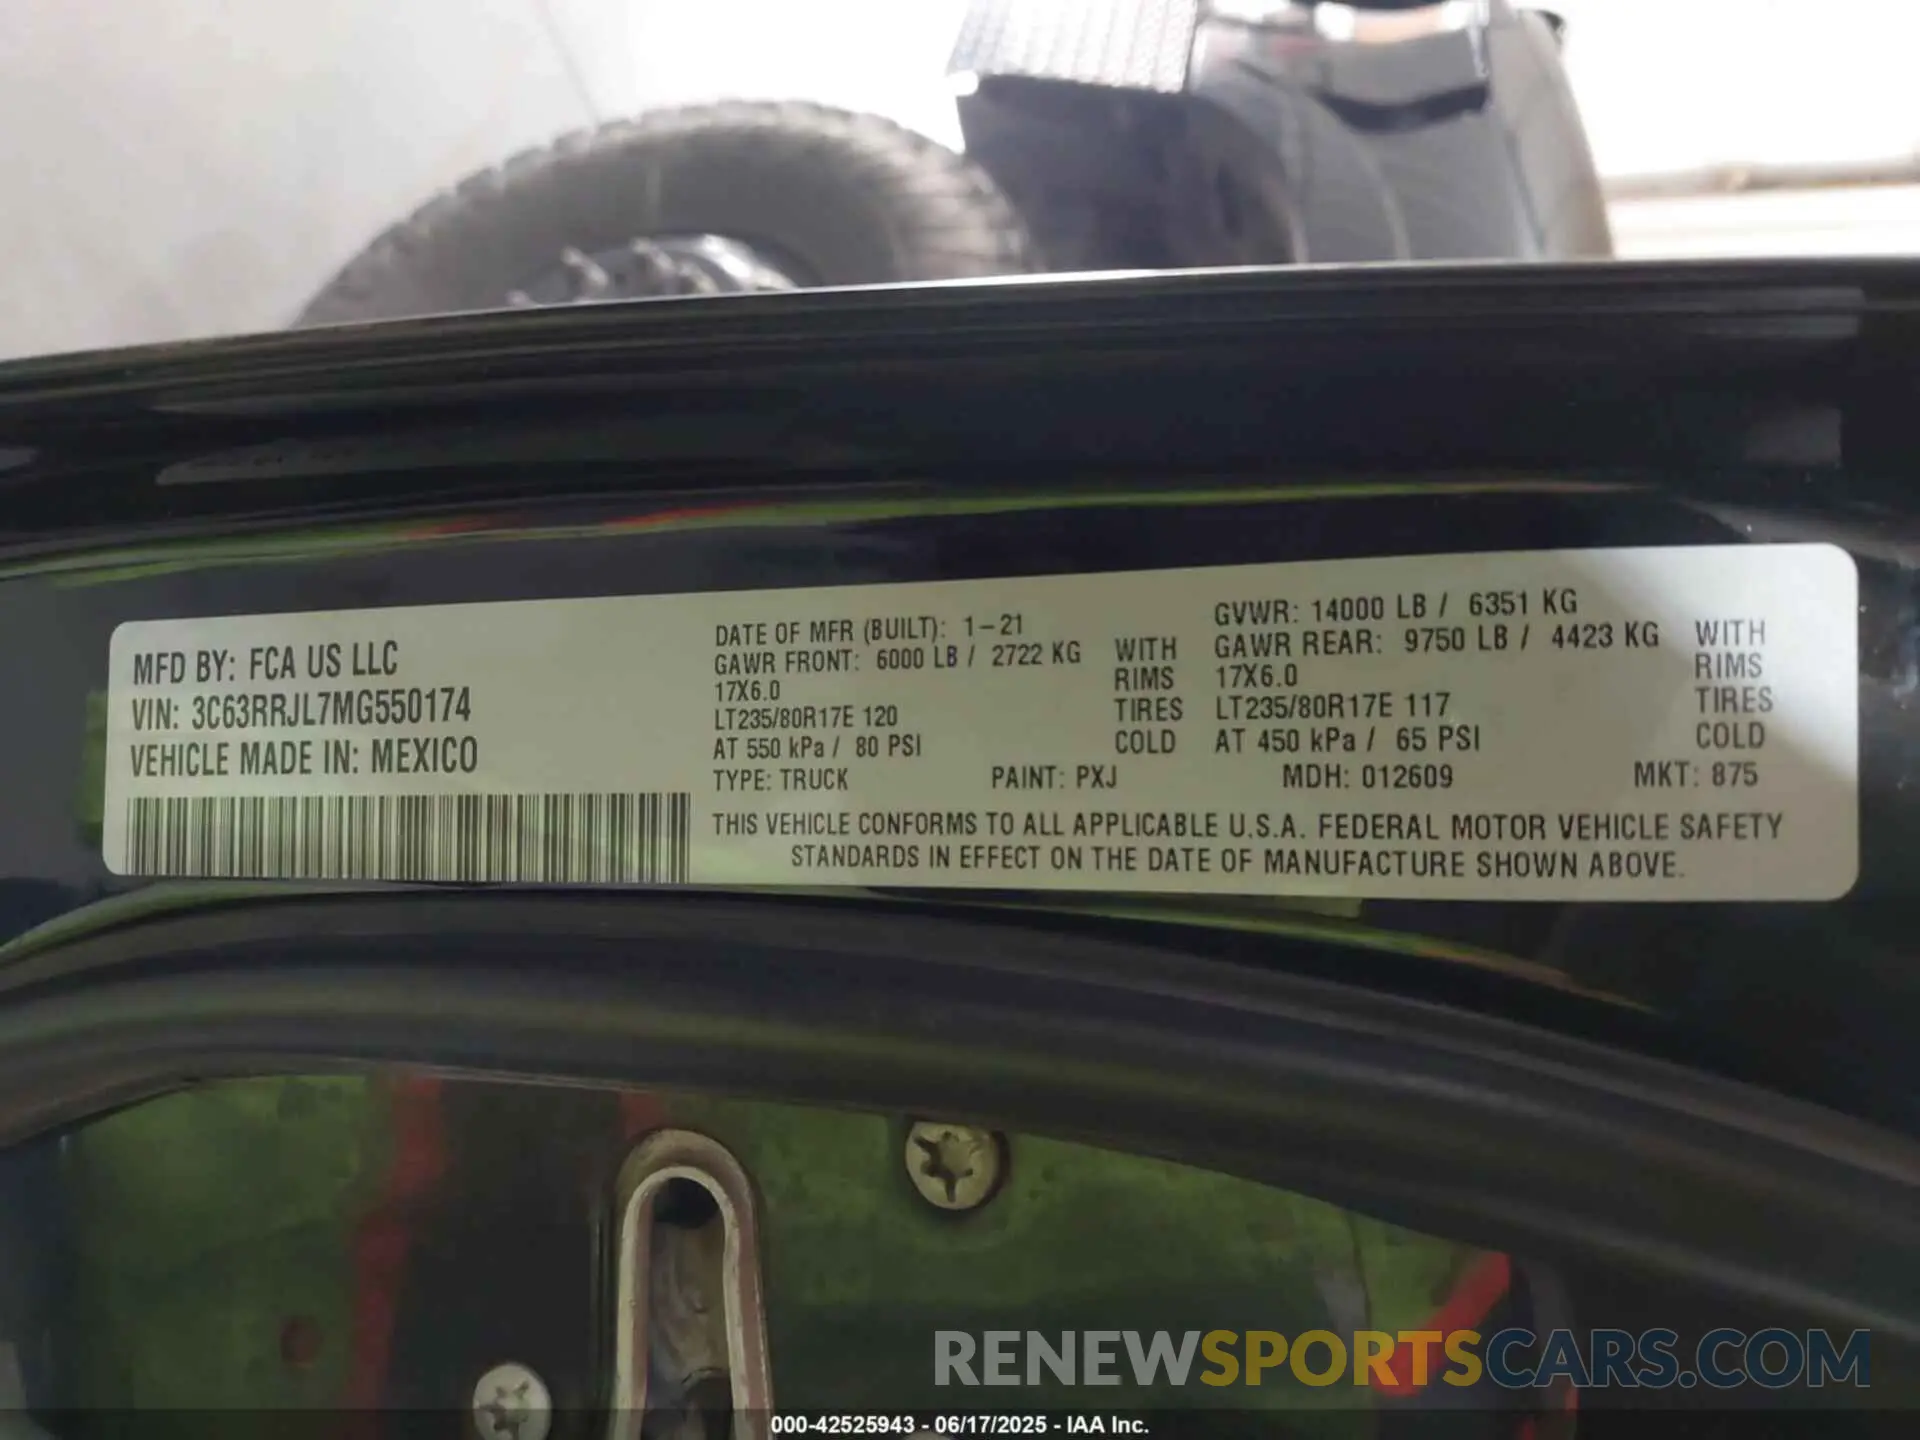 MFD BY: FCA US LLC
VIN: 3C63RRJL7MG550174
VEHICLE MADE IN: MEXICO
DATE OF MFR (BUILT): 1-21
GAWR FRONT: 6000 LB / 2722 KG WITH
17X6.0 RIMS
LT235/80R17E 120 TIRES
AT 550 kPa / 80 PSI COLD
GVWR: 14000 LB / 6351 KG
GAWR REAR: 9750 LB / 4423 KG WITH
17X6.0 RIMS
LT235/80R17E 117 TIRES
AT 450 kPa / 65 PSI COLD
TYPE: TRUCK PAINT: PXJ MDH: 012609 MKT: 875
THIS VEHICLE CONFORMS TO ALL APPLICABLE U.S.A. FEDERAL MOTOR VEHICLE SAFETY
STANDARDS IN EFFECT ON THE DATE OF MANUFACTURE SHOWN ABOVE.
RENEWSPORTSCARS.COM
000-42525943 - 06/17/2025 - IAA Inc.